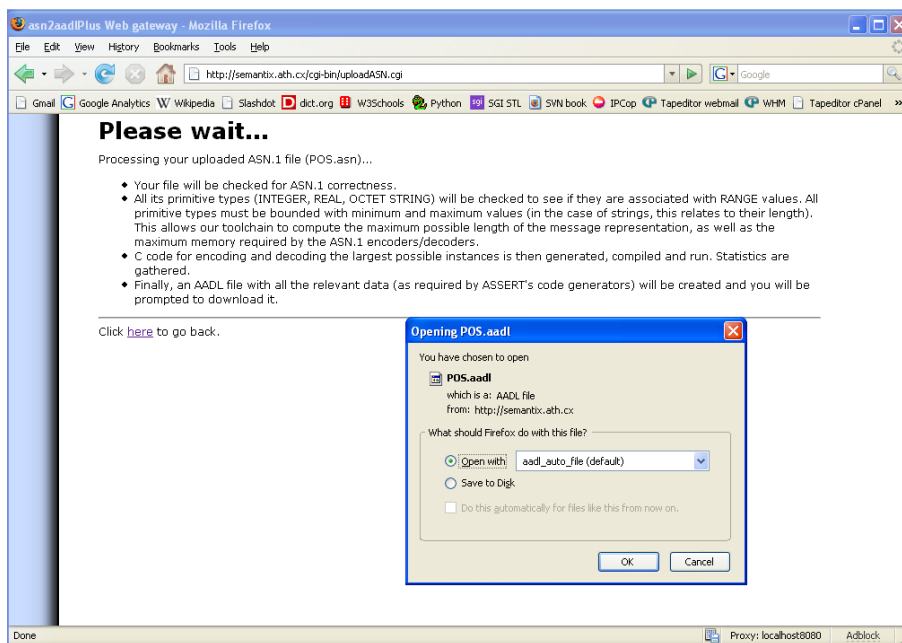 asn2aadlPlus Web gateway - Mozilla Firefox
File Edit View History Bookmarks Tools Help
http://semantix.ath.cx/cgi-bin/uploadASN.cgi
G Google
Gmail Google Analytics Wikipedia Slashdot dict.org W3Schools Python SGI STL SVN book IPCop Tapeditor webmail WHM Tapeditor cPanel »
Please wait...
Processing your uploaded ASN.1 file (POS.asn)...
♦ Your file will be checked for ASN.1 correctness.
♦ All its primitive types (INTEGER, REAL, OCTET STRING) will be checked to see if they are associated with RANGE values. All
primitive types must be bounded with minimum and maximum values (in the case of strings, this relates to their length).
This allows our toolchain to compute the maximum possible length of the message representation, as well as the
maximum memory required by the ASN.1 encoders/decoders.
♦ C code for encoding and decoding the largest possible instances is then generated, compiled and run. Statistics are
gathered.
♦ Finally, an AADL file with all the relevant data (as required by ASSERT's code generators) will be created and you will be
prompted to download it.
Click here to go back.
Opening POS.aadl
You have chosen to open
POS.aadl
which is a: AADL file
from: http://semantix.ath.cx
What should Firefox do with this file?
Open with aadl_auto_file (default)
Save to Disk
Do this automatically for files like this from now on.
OK Cancel
Done Proxy: localhost8080 Adblock